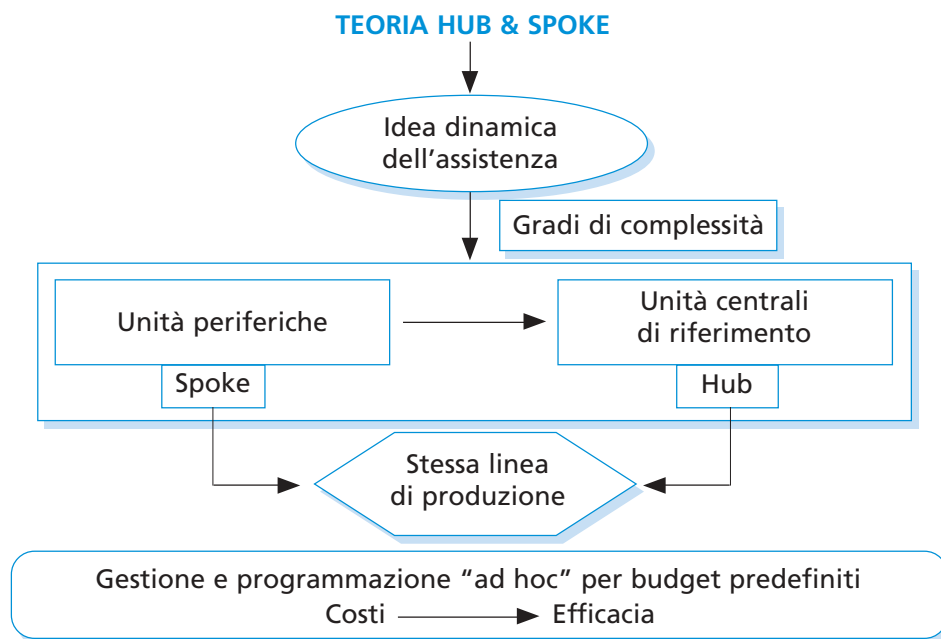 TEORIA HUB & SPOKE
Idea dinamica
dell’assistenza
Gradi di complessità
Unità periferiche
Unità centrali
di riferimento
Spoke
Hub
Stessa linea
di produzione
Gestione e programmazione “ad hoc” per budget predefiniti
Costi
Efficacia